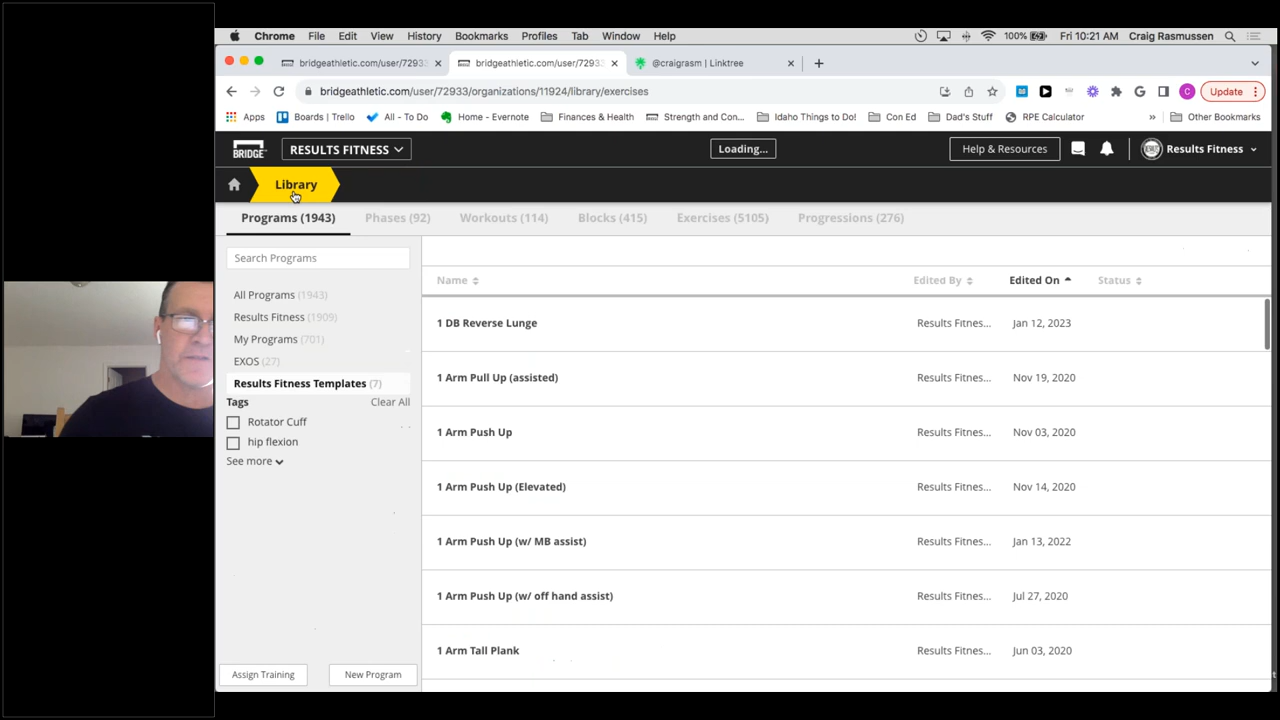 Chrome File Edit View History Bookmarks Profiles Tab Window Help 100% Fri 10:21 AM Craig Rasmussen
bridgeathletic.com/user/72933 bridgeathletic.com/user/72933 @craigrasm | Linktree
bridgeathletic.com/user/72933/organizations/11924/library/exercises Update
Apps Boards | Trello All - To Do Home - Evernote Finances & Health Strength and Con... Idaho Things to Do! Con Ed Dad's Stuff RPE Calculator » Other Bookmarks
BRIDGE RESULTS FITNESS Loading... Help & Resources Results Fitness
Library
Programs (1943) Phases (92) Workouts (114) Blocks (415) Exercises (5105) Progressions (276)
Search Programs
All Programs (1943)
Results Fitness (1909)
My Programs (701)
EXOS (27)
Results Fitness Templates (7)
Tags Clear All
Rotator Cuff
hip flexion
See more
Assign Training New Program
Name Edited By Edited On Status
1 DB Reverse Lunge Results Fitnes... Jan 12, 2023
1 Arm Pull Up (assisted) Results Fitnes... Nov 19, 2020
1 Arm Push Up Results Fitnes... Nov 03, 2020
1 Arm Push Up (Elevated) Results Fitnes... Nov 14, 2020
1 Arm Push Up (w/ MB assist) Results Fitnes... Jan 13, 2022
1 Arm Push Up (w/ off hand assist) Results Fitnes... Jul 27, 2020
1 Arm Tall Plank Results Fitnes... Jun 03, 2020